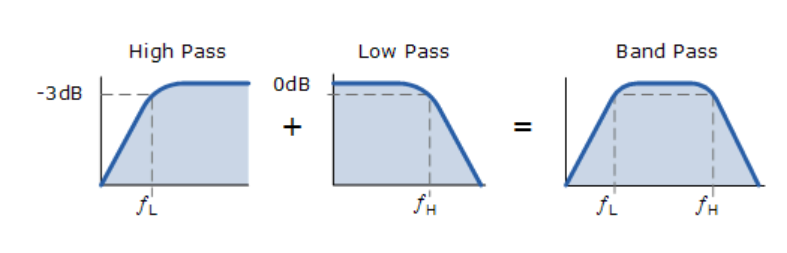 High Pass
Low Pass
Band Pass
-3dB
0dB
+
=
fL
fH
fL
fH